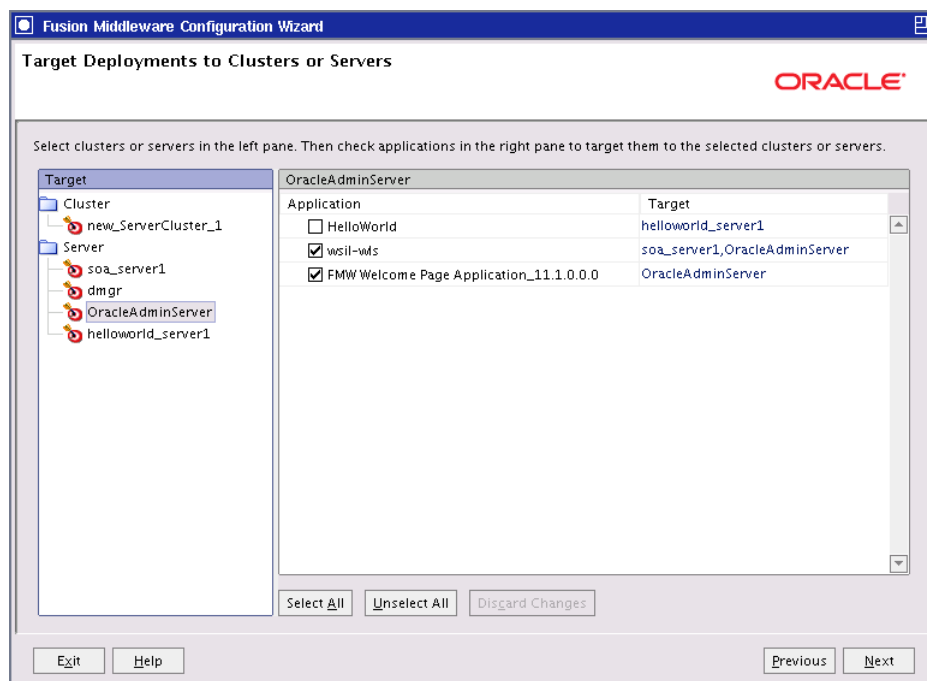 Fusion Middleware Configuration Wizard
Target Deployments to Clusters or Servers
ORACLE
Select clusters or servers in the left pane. Then check applications in the right pane to target them to the selected clusters or servers.
Target
Cluster
new_ServerCluster_1
Server
soa_server1
dmgr
OracleAdminServer
helloworld_server1
OracleAdminServer
Application Target
HelloWorld helloworld_server1
wsil-wls soa_server1,OracleAdminServer
FMW Welcome Page Application_11.1.0.0.0 OracleAdminServer
Select All Unselect All Discard Changes
Exit Help Previous Next